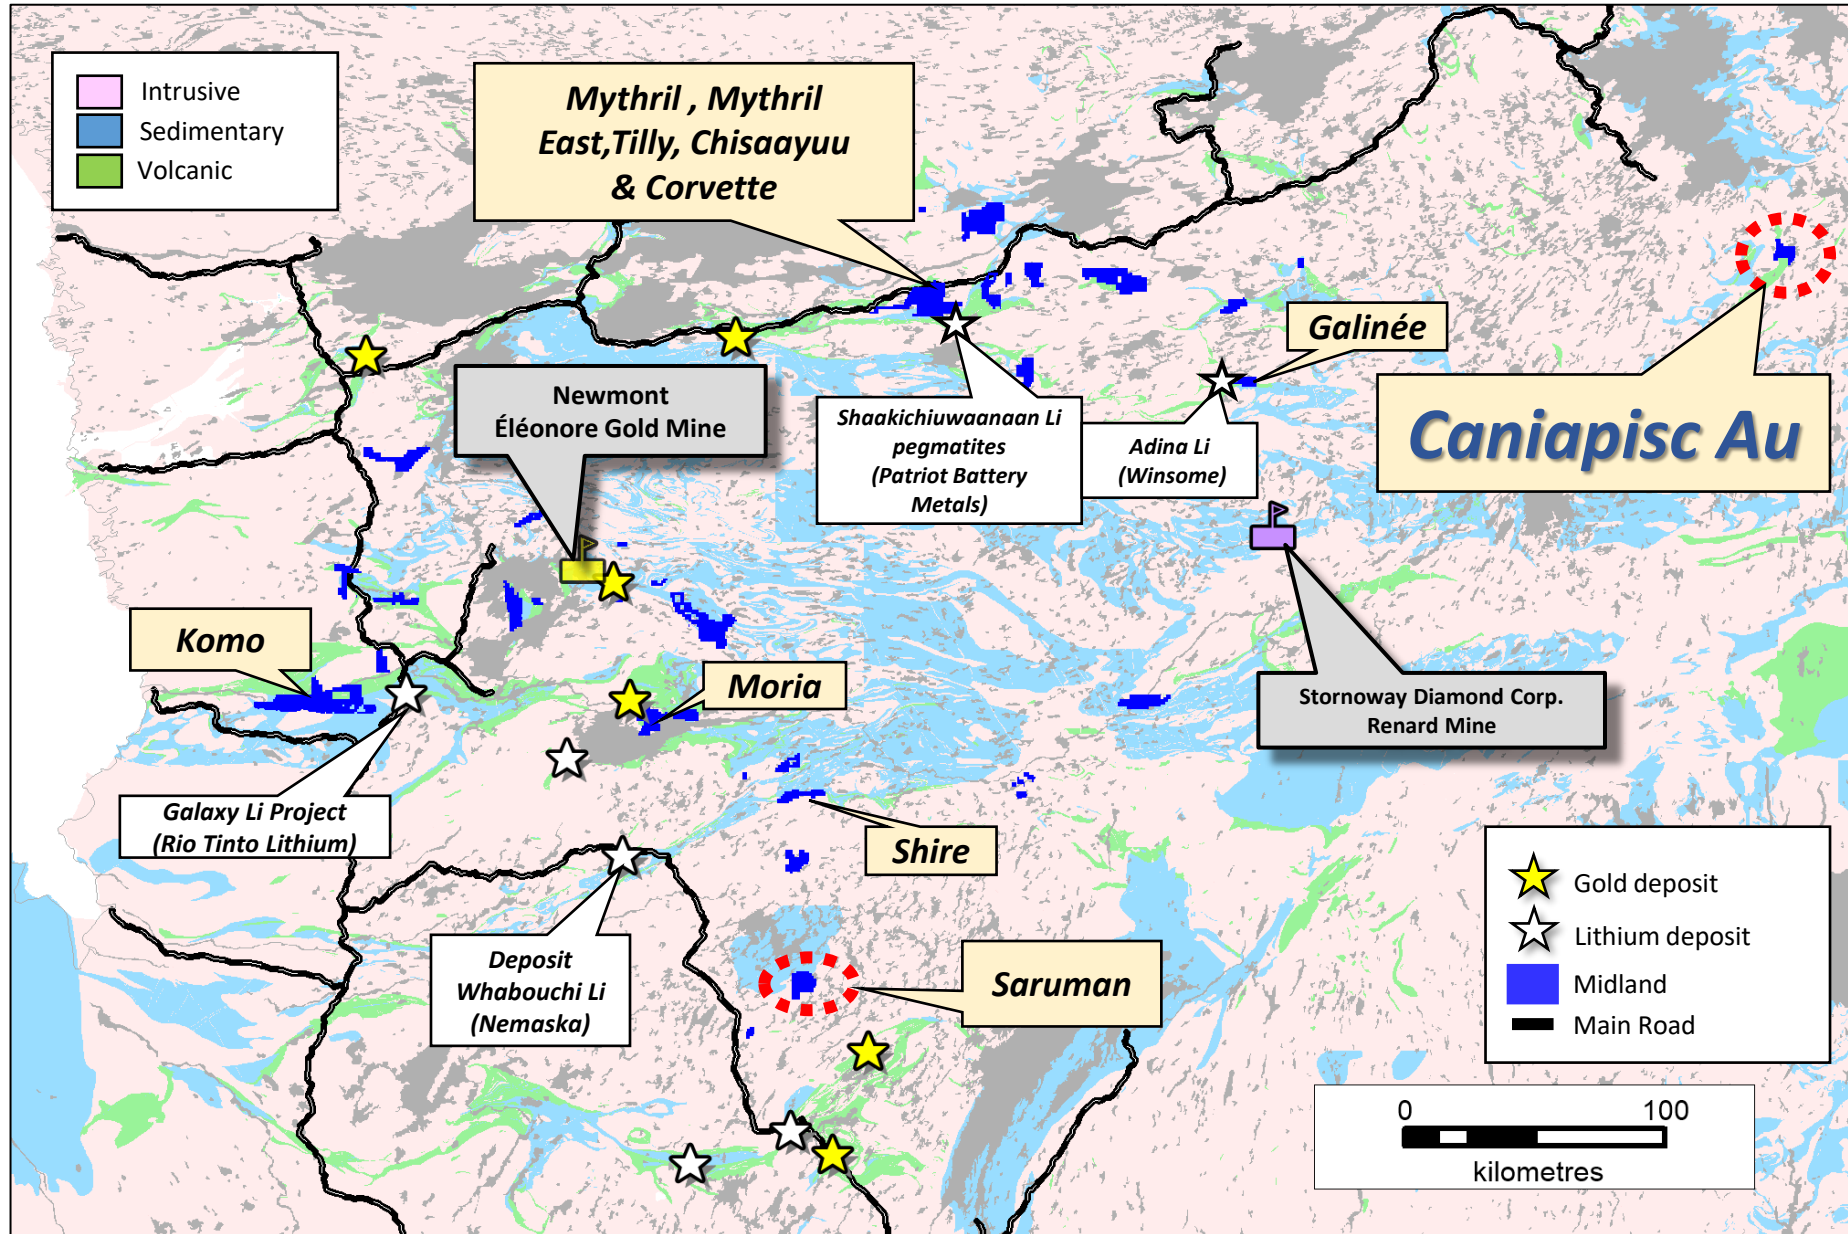 Intrusive
Sedimentary
Volcanic
Mythril , Mythril
East,Tilly, Chisaayuu
& Corvette
Galinée
Caniapisc Au
Newmont
Éléonore Gold Mine
Shaakichiuwaanaan Li
pegmatites
(Patriot Battery
Metals)
Adina Li
(Winsome)
Komo
Moria
Stornoway Diamond Corp.
Renard Mine
Galaxy Li Project
(Rio Tinto Lithium)
Shire
Deposit
Whabouchi Li
(Nemaska)
Saruman
Gold deposit
Lithium deposit
Midland
Main Road
0 100
kilometres